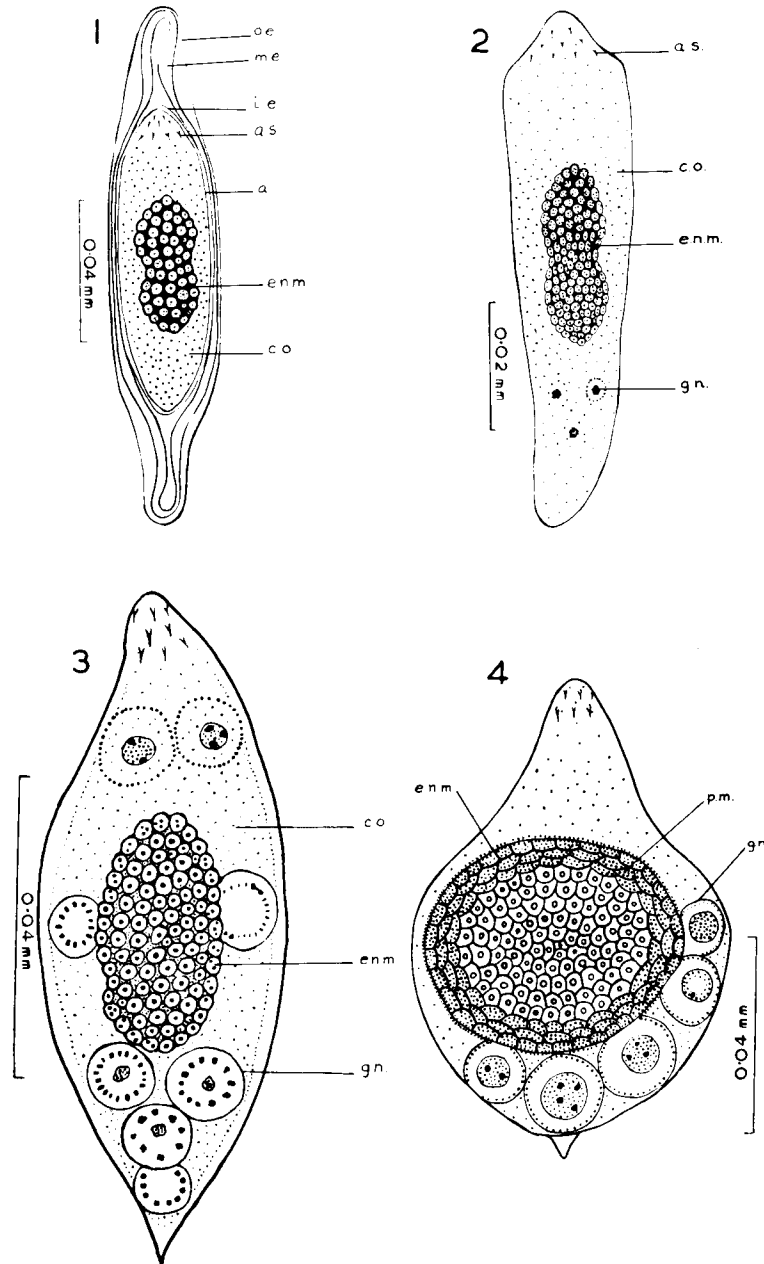 1
oe
me
ie
as
a
enm
co
0.04 mm
2
as.
co.
enm.
gn.
0.02 mm
3
co
enm
gn.
0.04 mm
4
enm
p.m.
gn
0.04 mm